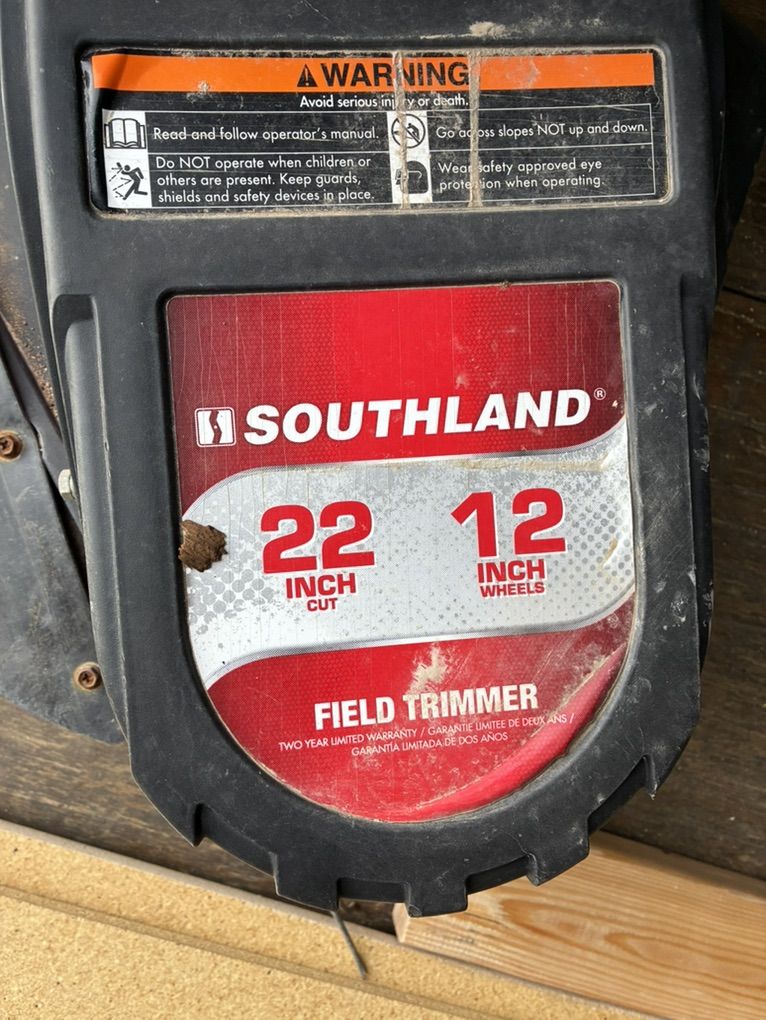 WARNING
Avoid serious injury or death.
Read and follow operator's manual.
Go across slopes NOT up and down.
Do NOT operate when children or
others are present. Keep guards,
shields and safety devices in place.
Wear safety approved eye
protection when operating.
SOUTHLAND®
22
INCH
CUT
12
INCH
WHEELS
FIELD TRIMMER
TWO YEAR LIMITED WARRANTY / GARANTIE LIMITEE DE DEUX ANS /
GARANTÍA LIMITADA DE DOS AÑOS